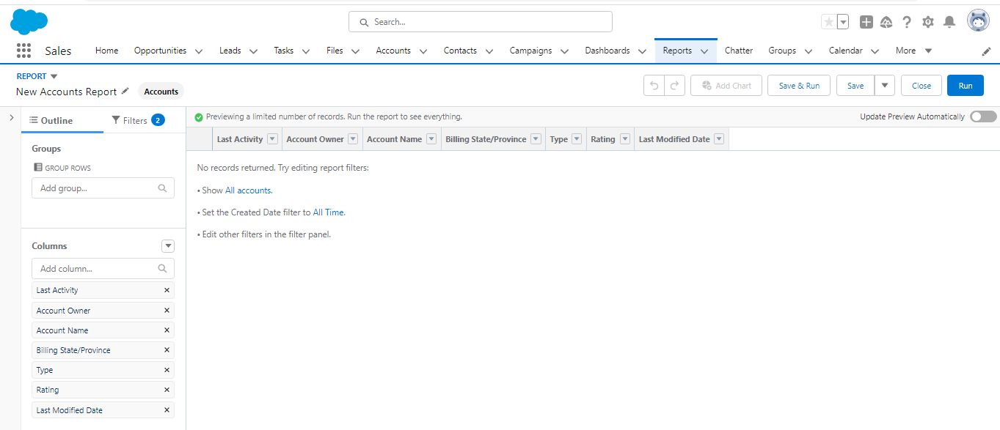 Search...
Sales Home Opportunities Leads Tasks Files Accounts Contacts Campaigns Dashboards Reports Chatter Groups Calendar More
REPORT
New Accounts Report Accounts
Add Chart Save & Run Save Close Run
Outline Filters 2
Previewing a limited number of records. Run the report to see everything. Update Preview Automatically
Last Activity Account Owner Account Name Billing State/Province Type Rating Last Modified Date
Groups
GROUP ROWS
Add group...
No records returned. Try editing report filters:
• Show All accounts.
• Set the Created Date filter to All Time.
• Edit other filters in the filter panel.
Columns
Add column...
Last Activity
Account Owner
Account Name
Billing State/Province
Type
Rating
Last Modified Date